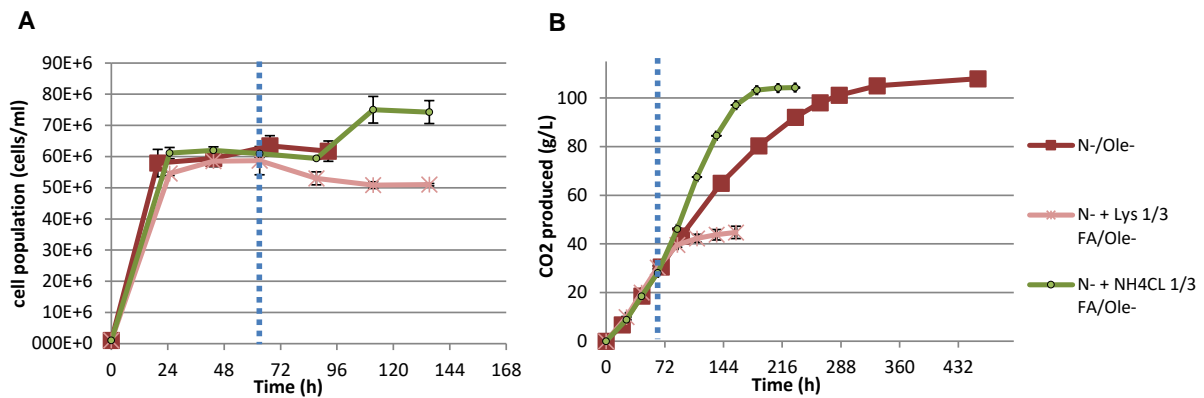 A
90E+6
80E+6
70E+6
60E+6
50E+6
40E+6
30E+6
20E+6
10E+6
000E+6
cell population (cells/ml)
0 24 48 72 96 120 144 168
Time (h)
B
100
80
60
40
20
0
CO2 produced (g/L)
0 72 144 216 288 360 432
Time (h)
N-/Ole-
N- + Lys 1/3
FA/Ole-
N- + NH4CL 1/3
FA/Ole-